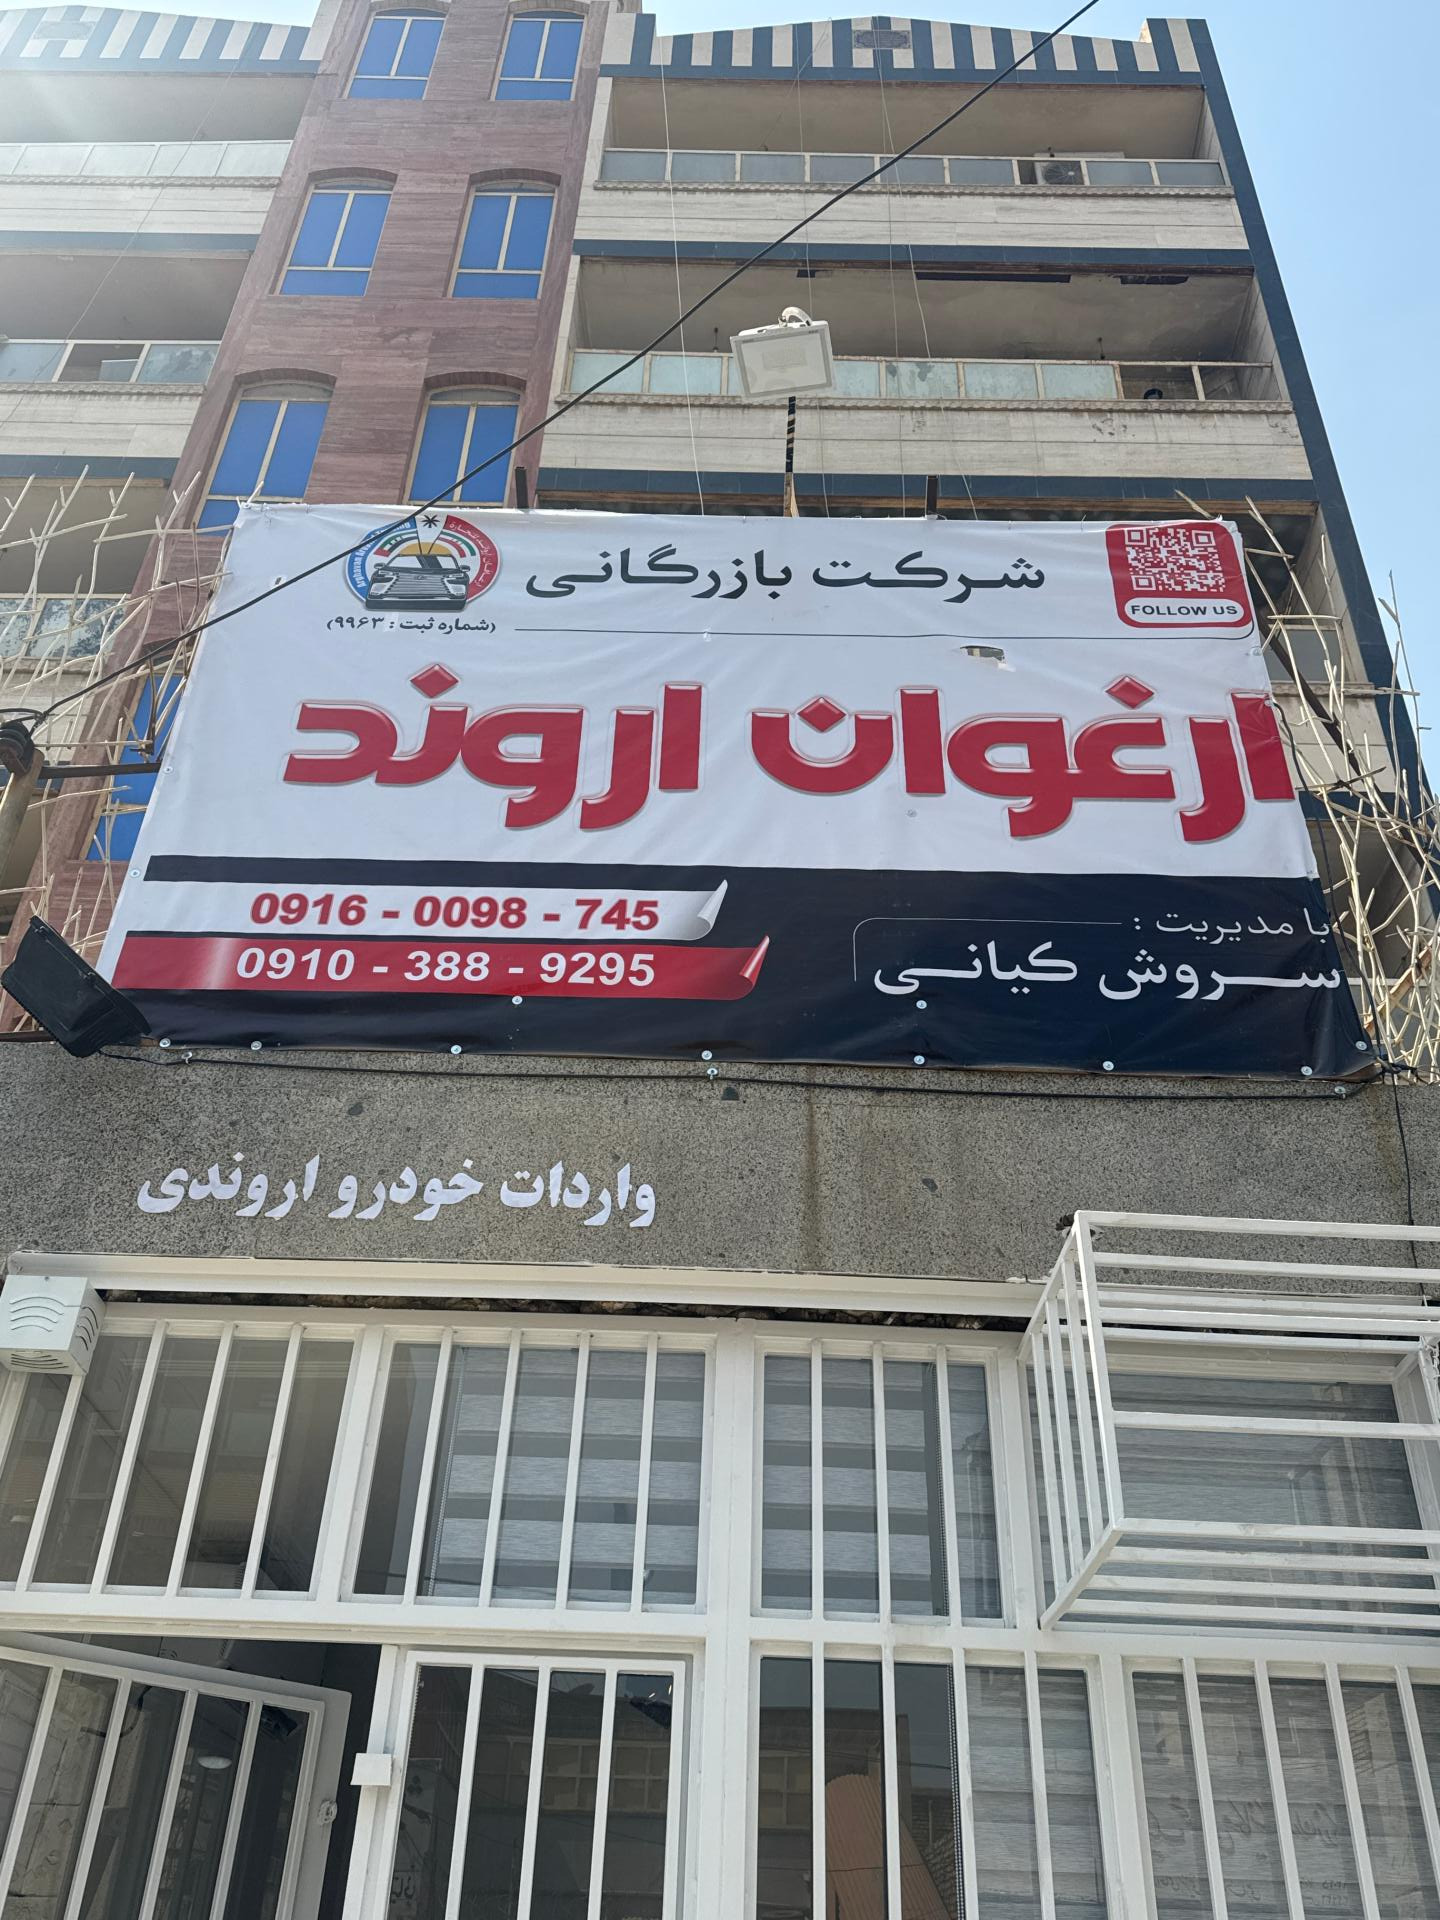 شرکت بازرگانی
FOLLOW US
(شماره ثبت : ۹۹۶۳)
ارغوان اروند
0916 - 0098 - 745
0910 - 388 - 9295
با مدیریت :
سروش کیانی
واردات خودرو اروندی